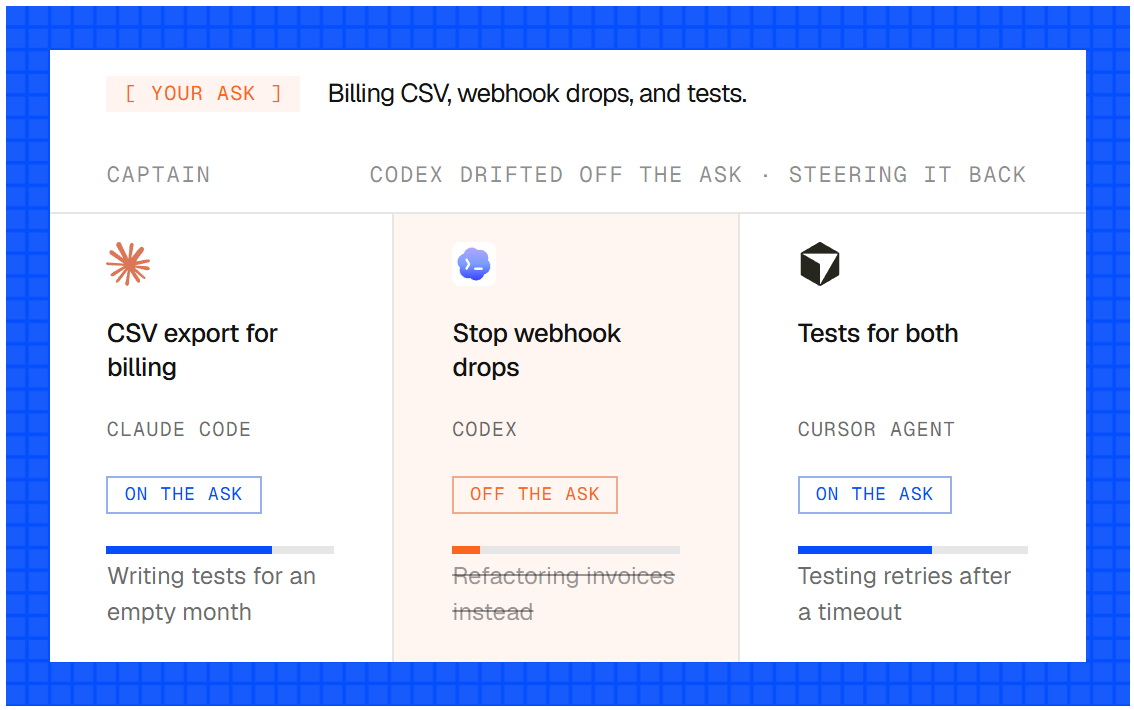 [ YOUR ASK ] Billing CSV, webhook drops, and tests.
CAPTAIN CODEX DRIFTED OFF THE ASK · STEERING IT BACK
CSV export for
billing
CLAUDE CODE
ON THE ASK
Writing tests for an
empty month
Stop webhook
drops
CODEX
OFF THE ASK
Refactoring invoices
instead
Tests for both
CURSOR AGENT
ON THE ASK
Testing retries after
a timeout